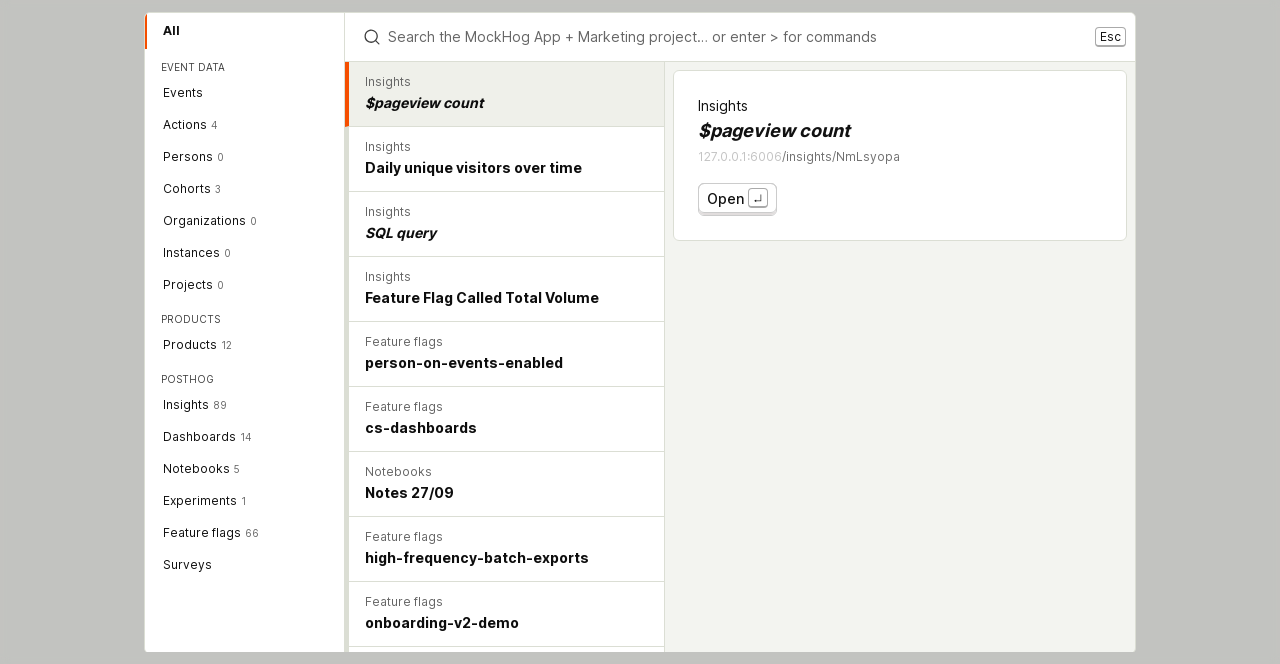 All
EVENT DATA
Events
Actions 4
Persons 0
Cohorts 3
Organizations 0
Instances 0
Projects 0
PRODUCTS
Products 12
POSTHOG
Insights 89
Dashboards 14
Notebooks 5
Experiments 1
Feature flags 66
Surveys
Search the MockHog App + Marketing project... or enter > for commands
Esc
Insights
$pageview count
Insights
Daily unique visitors over time
Insights
SQL query
Insights
Feature Flag Called Total Volume
Feature flags
person-on-events-enabled
Feature flags
cs-dashboards
Notebooks
Notes 27/09
Feature flags
high-frequency-batch-exports
Feature flags
onboarding-v2-demo
Insights
$pageview count
127.0.0.1:6006/insights/NmLsyopa
Open ↵